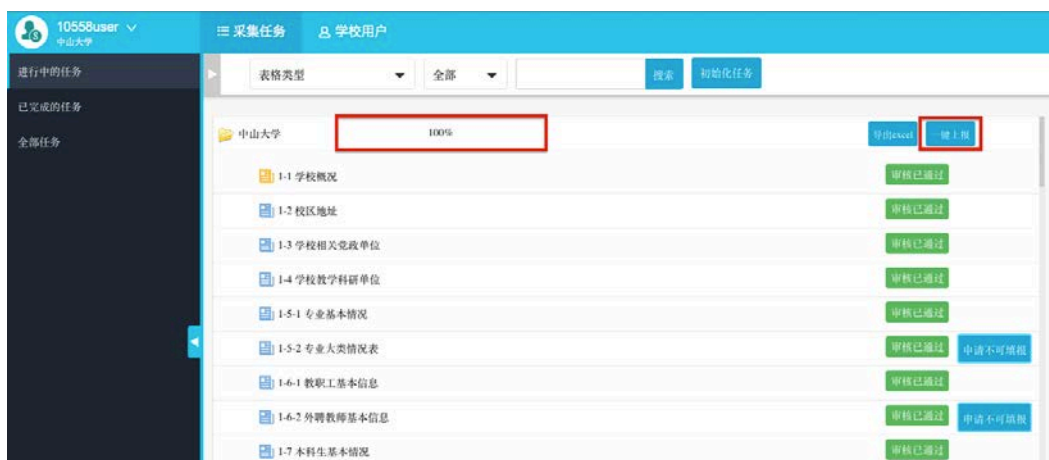 10558user
中山大学
采集任务 学校用户
进行中的任务
已完成的任务
全部任务
表格类型 全部 搜索 初始化任务
中山大学 100% 导出excel 一键上报
1-1 学校概况 审核已通过
1-2 校区地址 审核已通过
1-3 学校相关党政单位 审核已通过
1-4 学校教学科研单位 审核已通过
1-5-1 专业基本情况 审核已通过
1-5-2 专业大类情况表 审核已通过 申请不可填报
1-6-1 教职工基本信息 审核已通过
1-6-2 外聘教师基本信息 审核已通过 申请不可填报
1-7 本科生基本情况 审核已通过